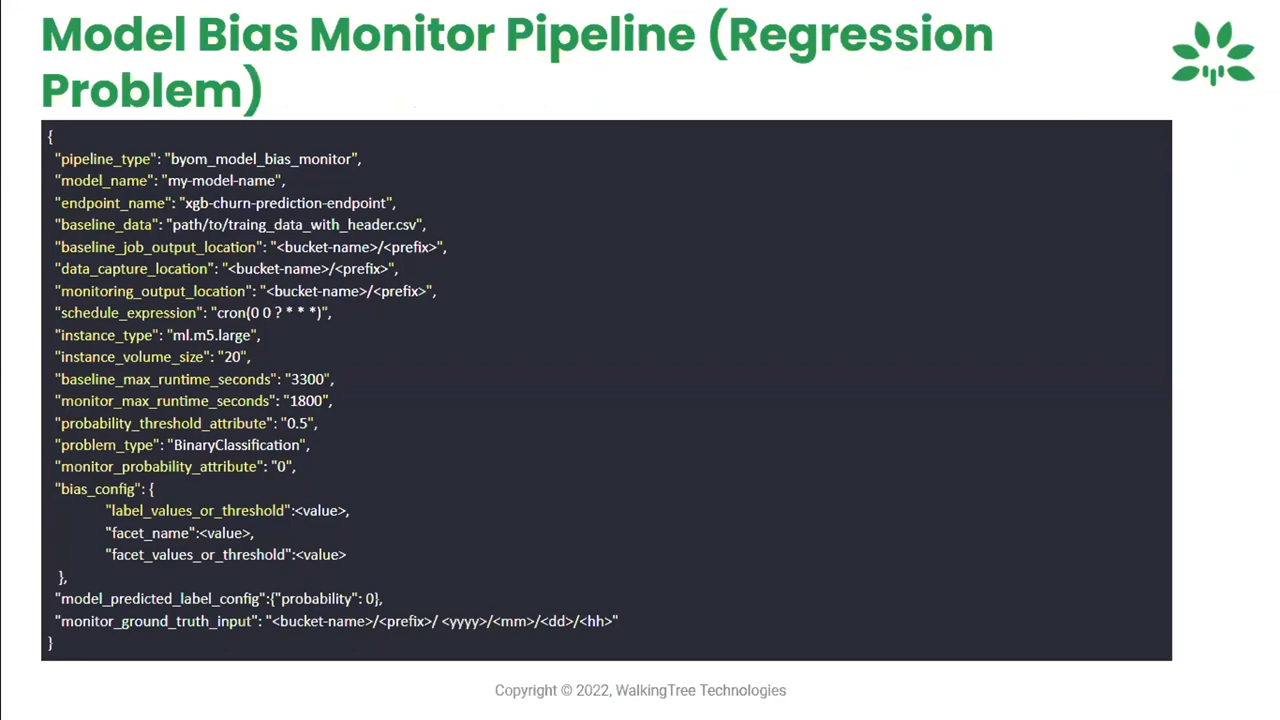 Model Bias Monitor Pipeline (Regression
Problem)
{
"pipeline_type": "byom_model_bias_monitor",
"model_name": "my-model-name",
"endpoint_name": "xgb-churn-prediction-endpoint",
"baseline_data": "path/to/traing_data_with_header.csv",
"baseline_job_output_location": "<bucket-name>/<prefix>",
"data_capture_location": "<bucket-name>/<prefix>",
"monitoring_output_location": "<bucket-name>/<prefix>",
"schedule_expression": "cron(0 0 ? * * *)",
"instance_type": "ml.m5.large",
"instance_volume_size": "20",
"baseline_max_runtime_seconds": "3300",
"monitor_max_runtime_seconds": "1800",
"probability_threshold_attribute": "0.5",
"problem_type": "BinaryClassification",
"monitor_probability_attribute": "0",
"bias_config": {
"label_values_or_threshold":<value>,
"facet_name":<value>,
"facet_values_or_threshold":<value>
},
"model_predicted_label_config":{"probability": 0},
"monitor_ground_truth_input": "<bucket-name>/<prefix>/ <yyyy>/<mm>/<dd>/<hh>"
}
Copyright © 2022, WalkingTree Technologies